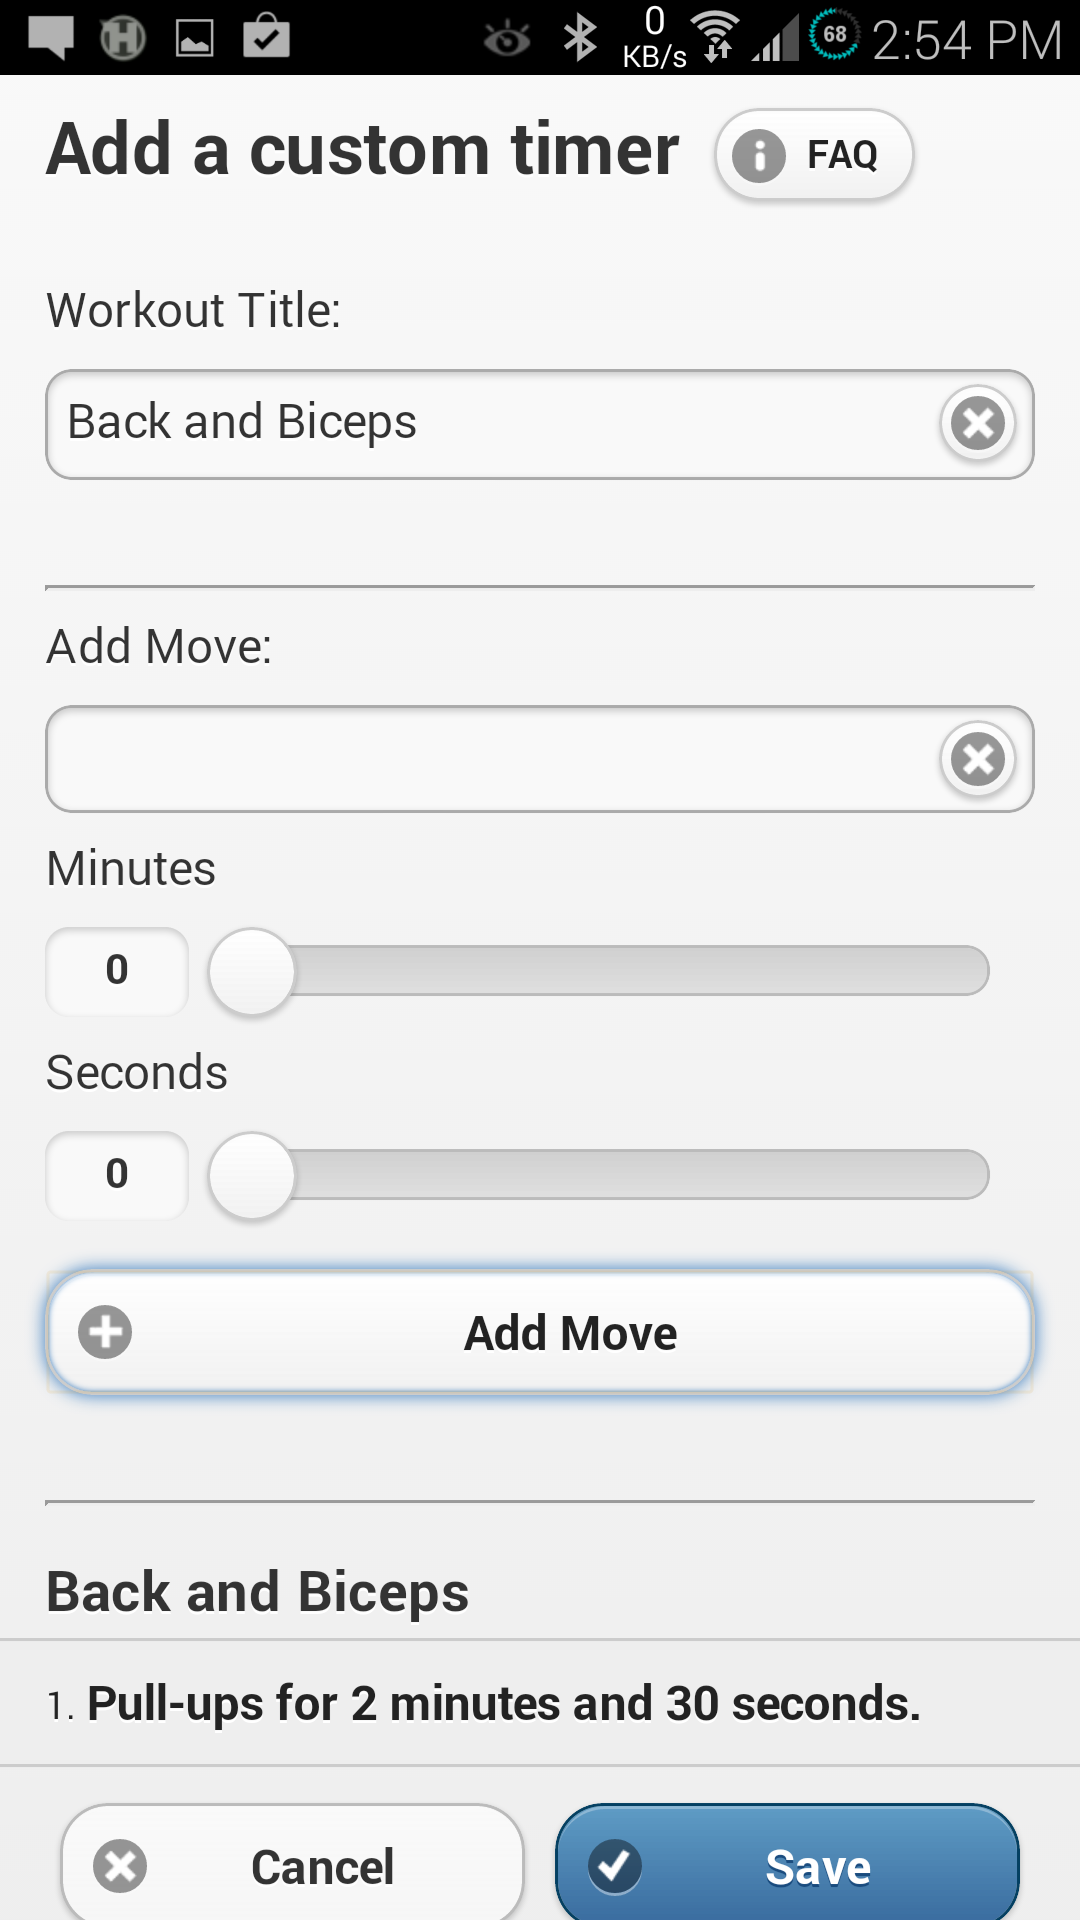 0
KB/s
68
2:54 PM
Add a custom timer
FAQ
Workout Title:
Back and Biceps
Add Move:
Minutes
0
Seconds
0
Add Move
Back and Biceps
1. Pull-ups for 2 minutes and 30 seconds.
Cancel
Save